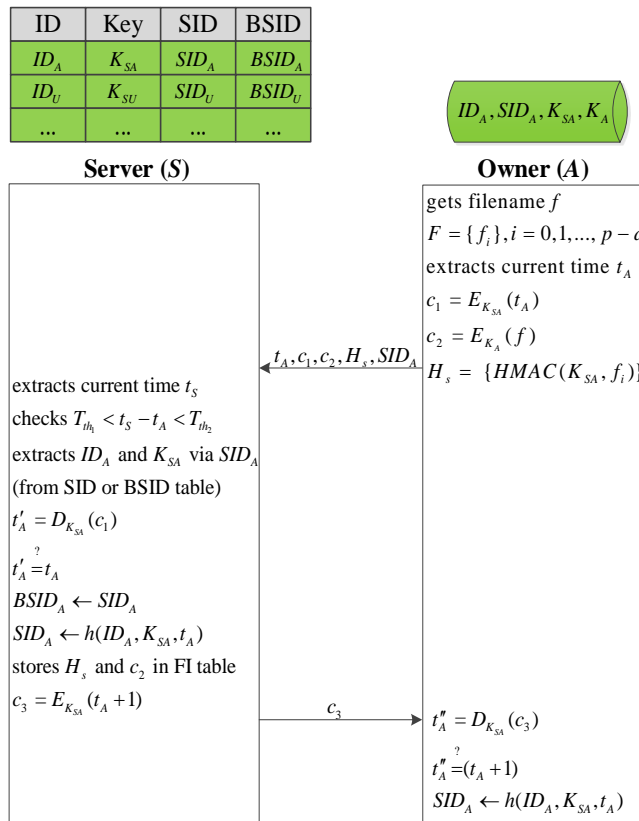 ID Key SID BSID
ID_A K_SA SID_A BSID_A
ID_U K_SU SID_U BSID_U
... ... ... ...
ID_A, SID_A, K_SA, K_A
Server (S)
Owner (A)
gets filename f
F = {f_i}, i = 0,1,..., p −
extracts current time t_A
c_1 = E_{K_SA}(t_A)
c_2 = E_{K_A}(f)
H_s = {HMAC(K_SA, f_i)}
t_A, c_1, c_2, H_s, SID_A
extracts current time t_S
checks T_{th_1} < t_S − t_A < T_{th_2}
extracts ID_A and K_SA via SID_A
(from SID or BSID table)
t′_A = D_{K_SA}(c_1)
t′_A ?= t_A
BSID_A ← SID_A
SID_A ← h(ID_A, K_SA, t_A)
stores H_s and c_2 in FI table
c_3 = E_{K_SA}(t_A + 1)
c_3
t″_A = D_{K_SA}(c_3)
t″_A ?= (t_A + 1)
SID_A ← h(ID_A, K_SA, t_A)